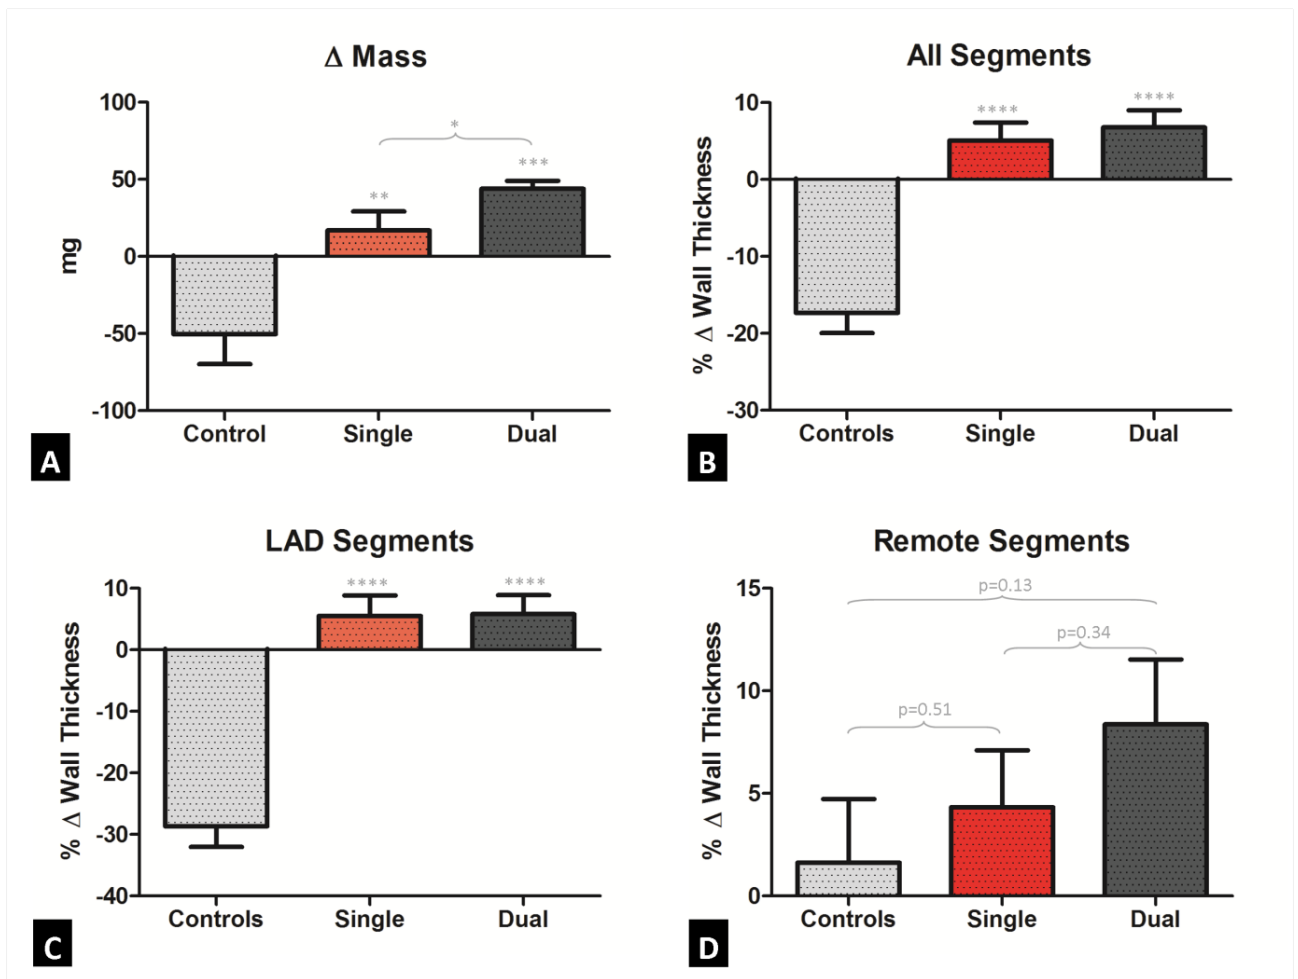 Δ Mass
100
50
0
-50
-100
mg
**
*
***
Control
Single
Dual
A
All Segments
10
0
-10
-20
-30
% Δ Wall Thickness
****
****
Controls
Single
Dual
B
LAD Segments
10
0
-10
-20
-30
-40
% Δ Wall Thickness
****
****
Controls
Single
Dual
C
Remote Segments
15
10
5
0
% Δ Wall Thickness
p=0.13
p=0.34
p=0.51
Controls
Single
Dual
D